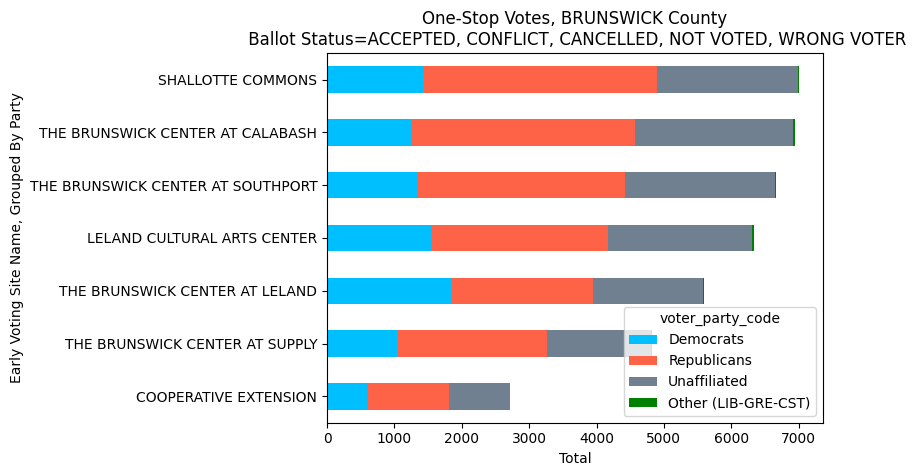 One-Stop Votes, BRUNSWICK County
Ballot Status=ACCEPTED, CONFLICT, CANCELLED, NOT VOTED, WRONG VOTER
Early Voting Site Name, Grouped By Party
SHALLOTTE COMMONS
THE BRUNSWICK CENTER AT CALABASH
THE BRUNSWICK CENTER AT SOUTHPORT
LELAND CULTURAL ARTS CENTER
THE BRUNSWICK CENTER AT LELAND
THE BRUNSWICK CENTER AT SUPPLY
COOPERATIVE EXTENSION
voter_party_code
Democrats
Republicans
Unaffiliated
Other (LIB-GRE-CST)
0 1000 2000 3000 4000 5000 6000 7000
Total